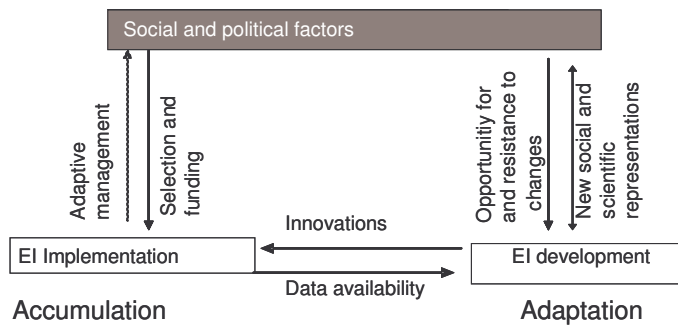 Social and political factors
Adaptive
management
Selection and
funding
Opportunitiy for
and resistance to
changes
New social and
scientific
representations
Innovations
EI Implementation
EI development
Data availability
Accumulation
Adaptation